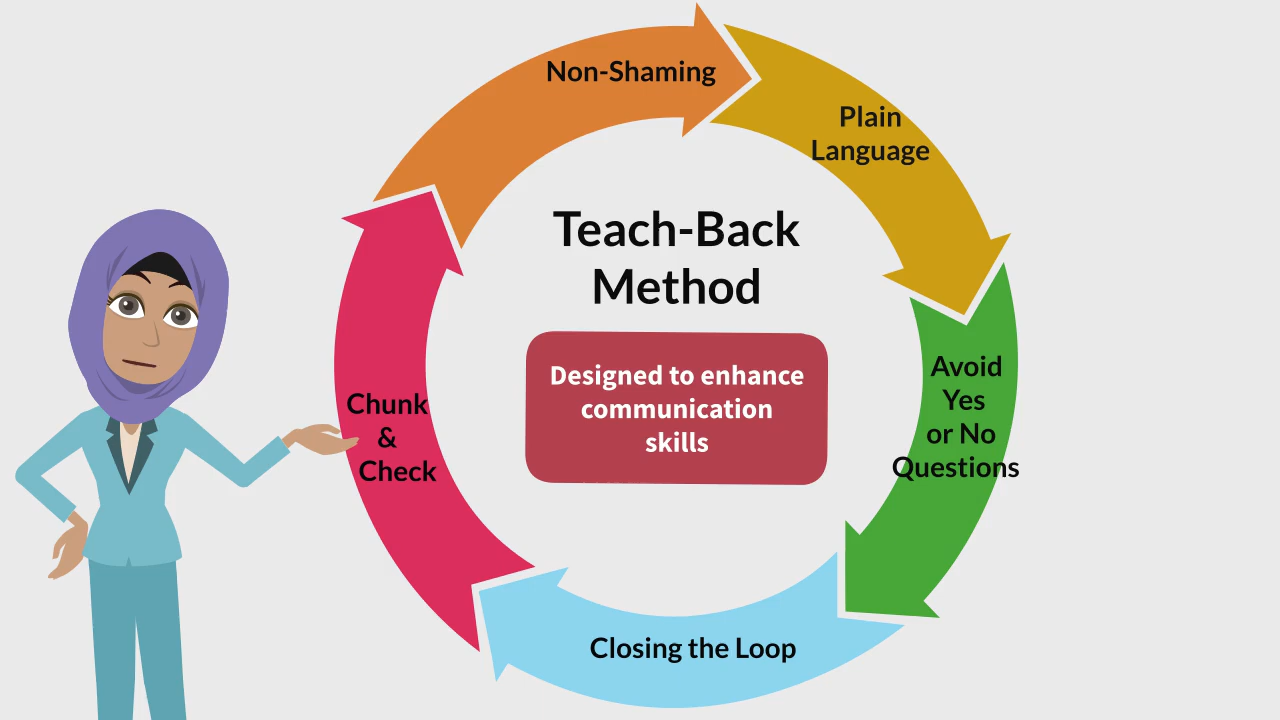 Non-Shaming
Plain
Language
Teach-Back
Method
Designed to enhance
communication
skills
Avoid
Yes
or No
Questions
Chunk
&
Check
Closing the Loop